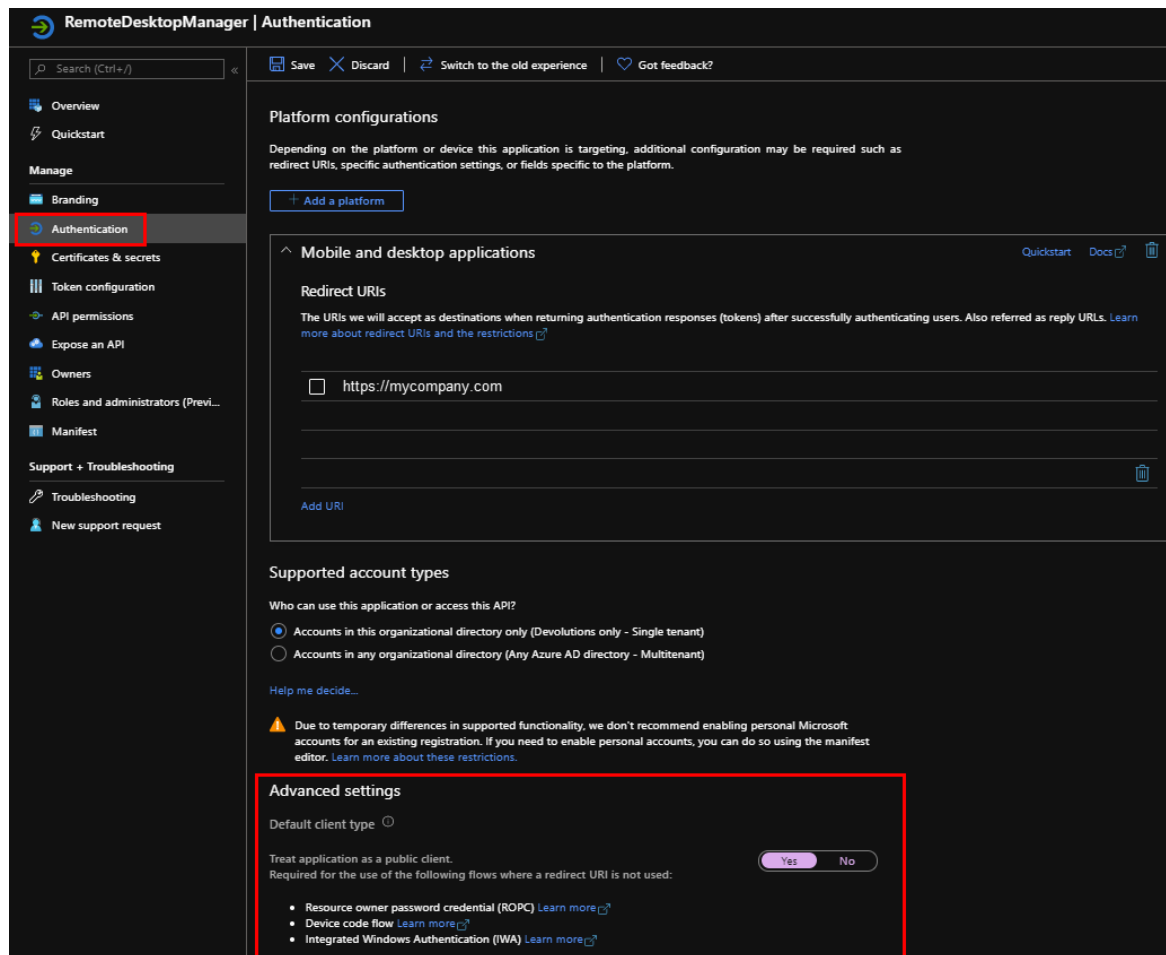 RemoteDesktopManager | Authentication
Search (Ctrl+/)
«
Save
Discard
Switch to the old experience
Got feedback?
Overview
Quickstart
Manage
Branding
Authentication
Certificates & secrets
Token configuration
API permissions
Expose an API
Owners
Roles and administrators (Previ...
Manifest
Support + Troubleshooting
Troubleshooting
New support request
Platform configurations
Depending on the platform or device this application is targeting, additional configuration may be required such as
redirect URIs, specific authentication settings, or fields specific to the platform.
+ Add a platform
Mobile and desktop applications
Quickstart
Docs
Redirect URIs
The URIs we will accept as destinations when returning authentication responses (tokens) after successfully authenticating users. Also referred as reply URLs. Learn
more about redirect URIs and the restrictions
https://mycompany.com
Add URI
Supported account types
Who can use this application or access this API?
Accounts in this organizational directory only (Devolutions only - Single tenant)
Accounts in any organizational directory (Any Azure AD directory - Multitenant)
Help me decide...
Due to temporary differences in supported functionality, we don't recommend enabling personal Microsoft
accounts for an existing registration. If you need to enable personal accounts, you can do so using the manifest
editor. Learn more about these restrictions.
Advanced settings
Default client type
Treat application as a public client.
Required for the use of the following flows where a redirect URI is not used:
Yes
No
• Resource owner password credential (ROPC) Learn more
• Device code flow Learn more
• Integrated Windows Authentication (IWA) Learn more